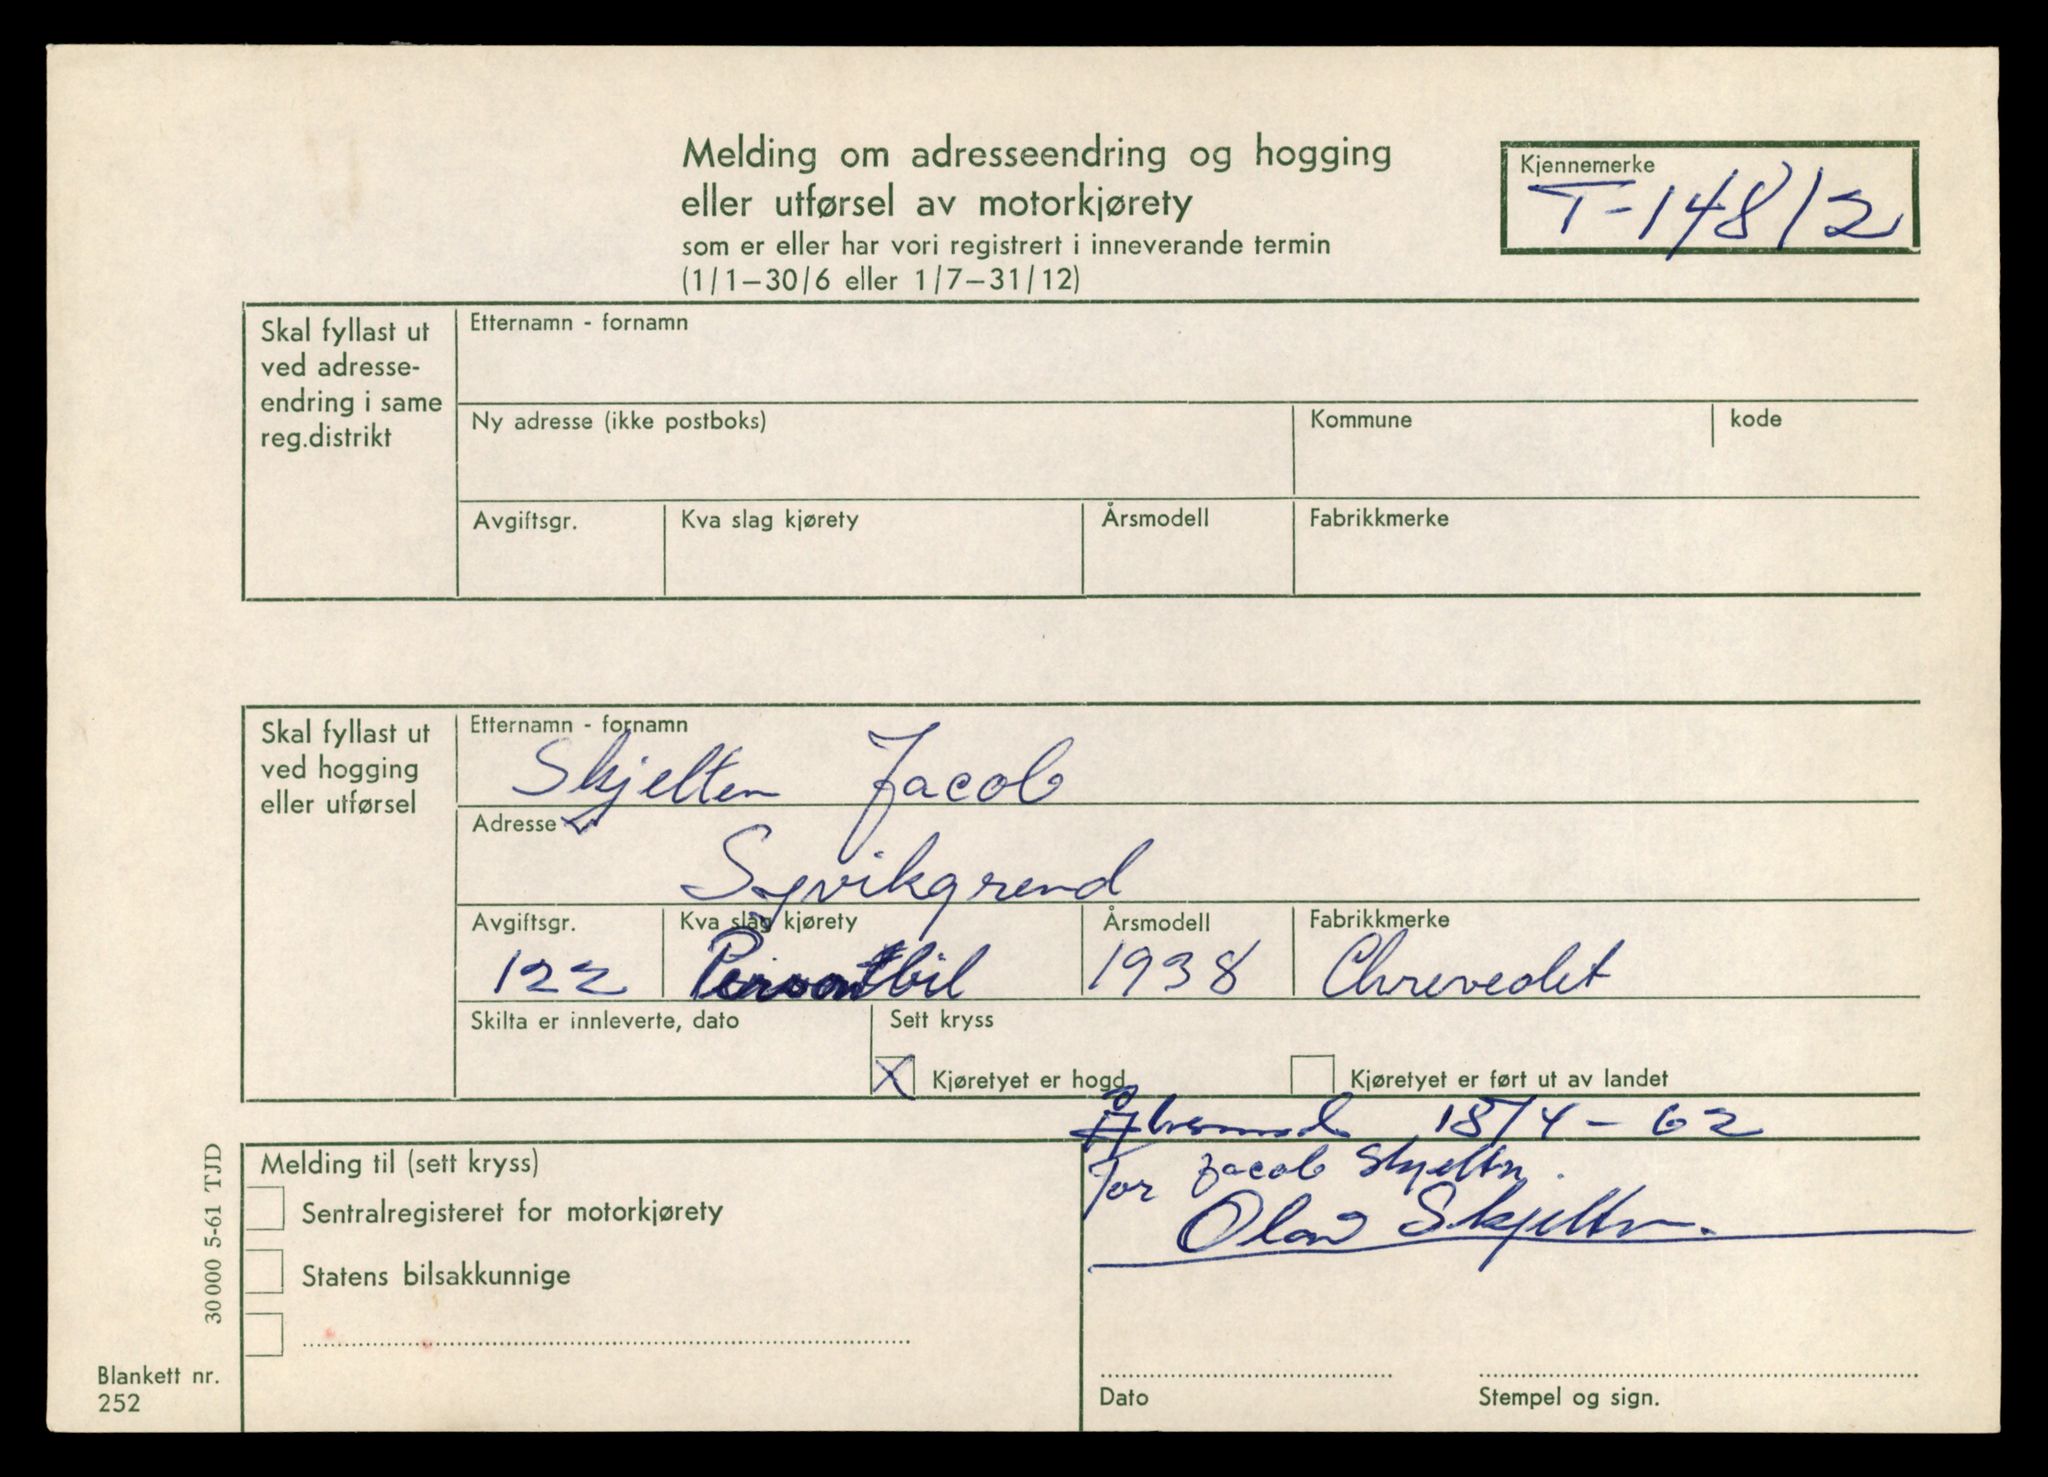 Melding om adresseendring og hogging
eller utførsel av motorkjørety
som er eller har vori registrert i inneverande termin
(1/1–30/6 eller 1/7–31/12)
Kjennemerke
T-14812
Skal fyllast ut
ved adresse-
endring i same
reg.distrikt
Etternamn - fornamn
Ny adresse (ikke postboks)
Kommune
kode
Avgiftsgr.
Kva slag kjørety
Årsmodell
Fabrikkmerke
Skal fyllast ut
ved hogging
eller utførsel
Etternamn - fornamn
Skjelten Jacob
Adresse
Syvikgrend
Avgiftsgr.
Kva slag kjørety
Årsmodell
Fabrikkmerke
122
Personbil
1938
Chrevedet
Skilta er innleverte, dato
Sett kryss
X
Kjøretyet er hogd
Kjøretyet er ført ut av landet
18/4 - 62
Melding til (sett kryss)
Sentralregisteret for motorkjørety
Statens bilsakkunnige
for Jacob Skjelten.
Olav Skjelten.
Dato
Stempel og sign.
30000 5-61 TJD
Blankett nr.
252